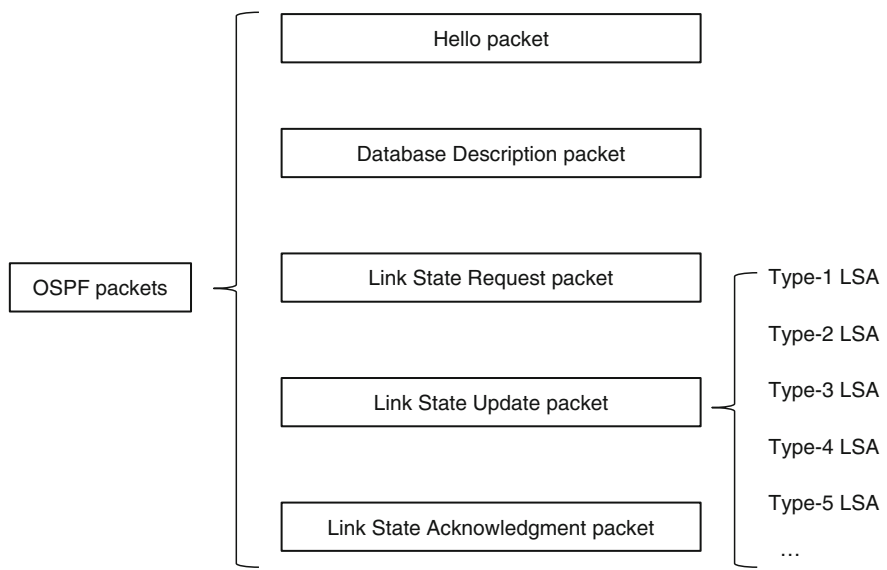 Hello packet
Database Description packet
OSPF packets
Link State Request packet
Link State Update packet
Link State Acknowledgment packet
Type-1 LSA
Type-2 LSA
Type-3 LSA
Type-4 LSA
Type-5 LSA
...